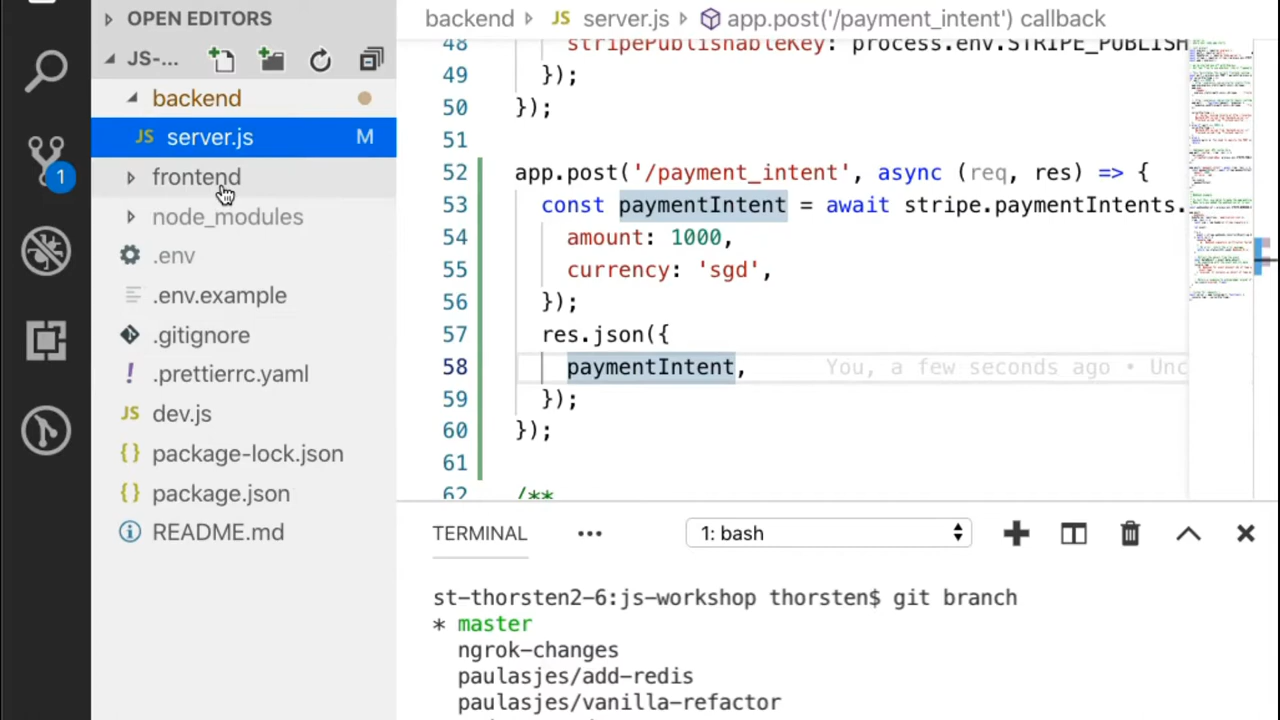 OPEN EDITORS
JS-...
backend
JS server.js M
frontend
node_modules
.env
.env.example
.gitignore
! .prettierrc.yaml
JS dev.js
{} package-lock.json
{} package.json
README.md
1
backend JS server.js app.post('/payment_intent') callback
48 stripePublishableKey: process.env.STRIPE_PUBLISH
49 });
50 });
51
52 app.post('/payment_intent', async (req, res) => {
53 const paymentIntent = await stripe.paymentIntents.
54 amount: 1000,
55 currency: 'sgd',
56 });
57 res.json({
58 paymentIntent, You, a few seconds ago • Unc
59 });
60 });
61
62 /**
TERMINAL ••• 1: bash
st-thorsten2-6:js-workshop thorsten$ git branch
* master
ngrok-changes
paulasjes/add-redis
paulasjes/vanilla-refactor